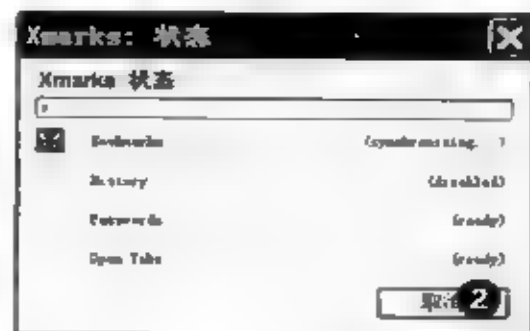 Xmarks: 状态
Xmarks 状态
Bookmarks (synchronizing. )
History (disabled)
Passwords (ready)
Open Tabs (ready)
取消 2